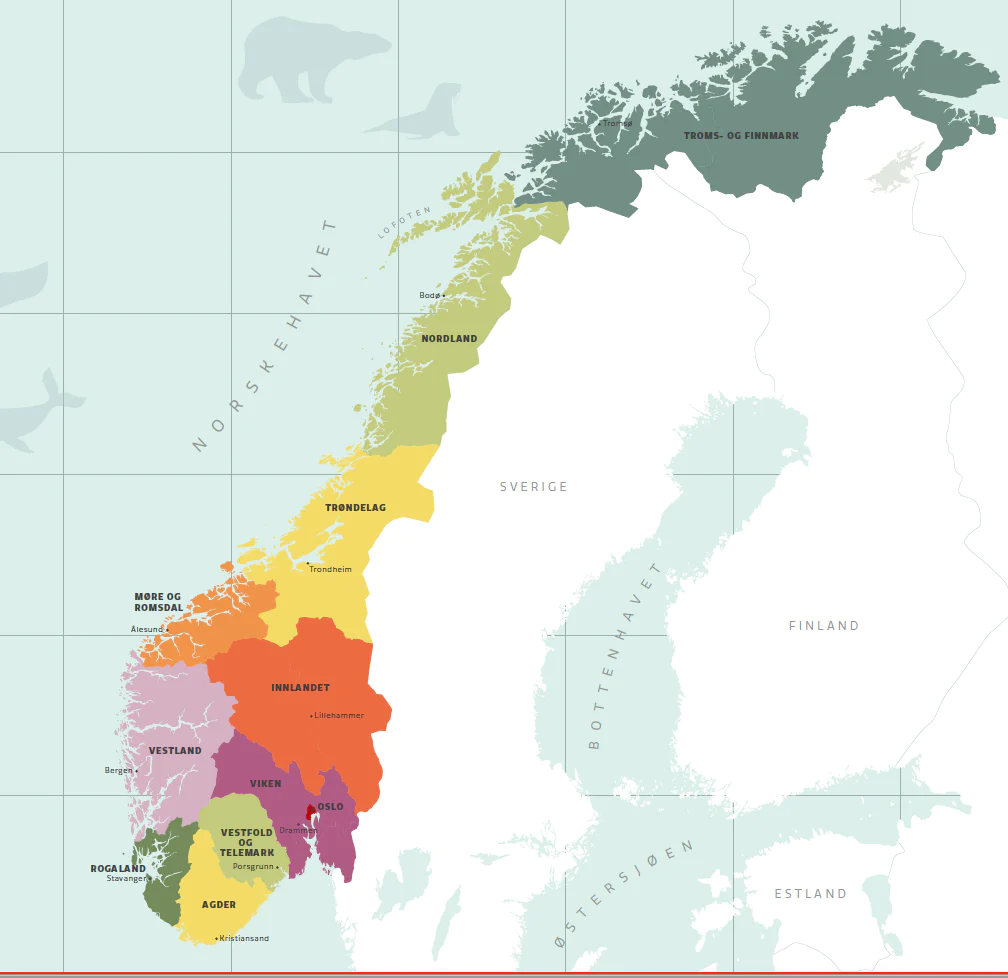 Tromsø
TROMS- OG FINNMARK
LOFOTEN
NORSKEHAVET
Bodø
NORDLAND
SVERIGE
TRØNDELAG
Trondheim
MØRE OG
ROMSDAL
Ålesund
FINLAND
BOTTENHAVET
INNLANDET
Lillehammer
VESTLAND
Bergen
VIKEN
OSLO
Drammen
VESTFOLD
OG
TELEMARK
Porsgrunn
ROGALAND
Stavanger
AGDER
Kristiansand
ØSTERSJØEN
ESTLAND